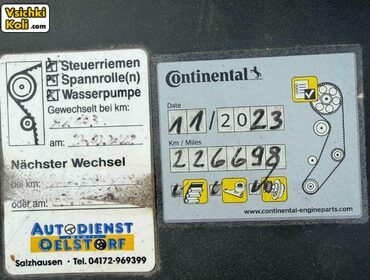 Vsichki
Koli.com
Steuerriemen
Spannrolle(n)
Wasserpumpe
Gewechselt bei km:
am:
Nächster Wechsel
bei km:
oder am:
AUTODIENST
OELSTORF
Salzhausen • Tel. 04172-969399
Continental
Date
11/2023
Km / Miles
226698
www.continental-engineparts.com